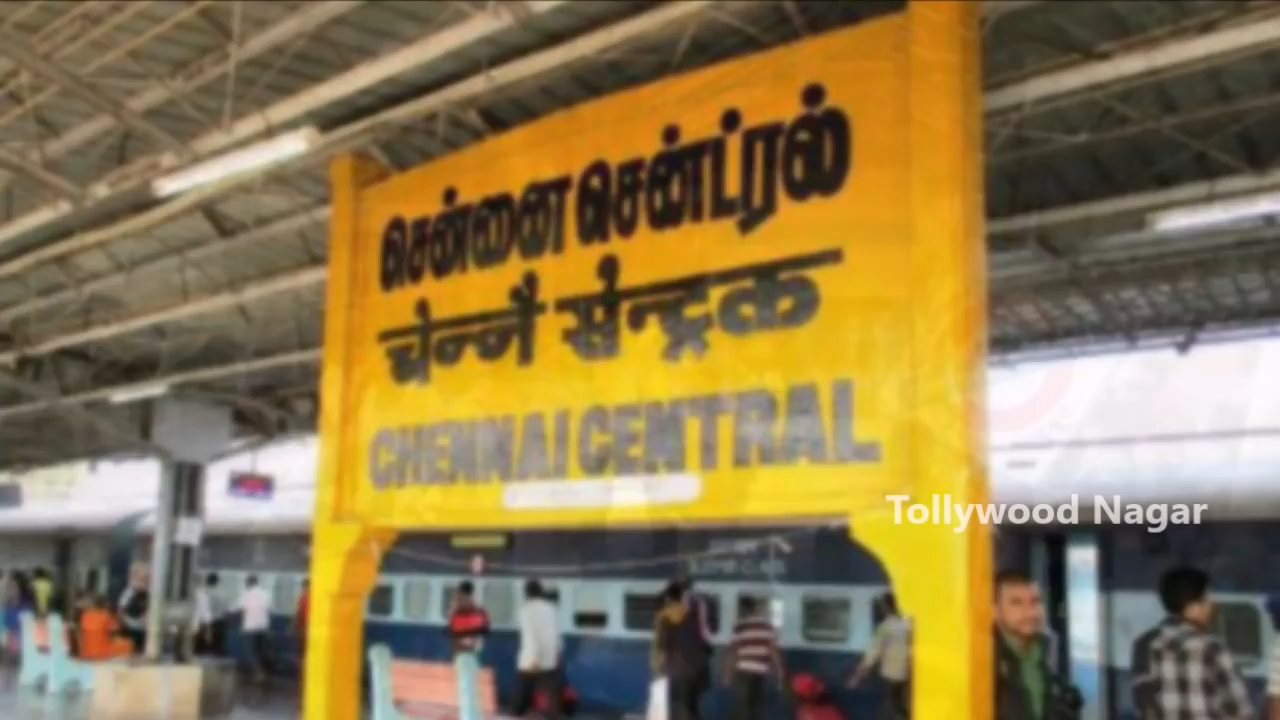 சென்னை சென்ட்ரல்
चेन्नै सेन्ट्रल
CHENNAI CENTRAL
Tollywood Nagar